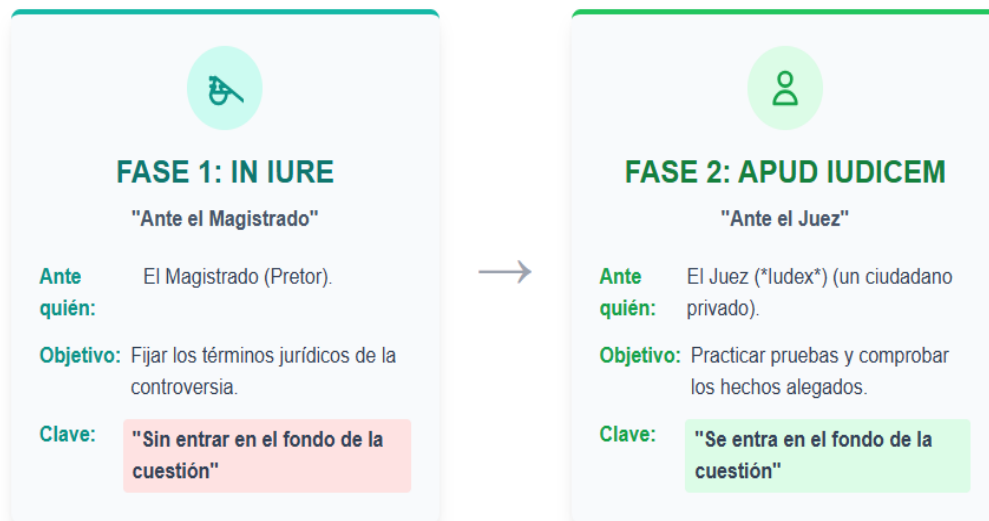 FASE 1: IN IURE
"Ante el Magistrado"
Ante
quién:
El Magistrado (Pretor).
Objetivo:
Fijar los términos jurídicos de la
controversia.
Clave:
"Sin entrar en el fondo de la
cuestión"
→
FASE 2: APUD IUDICEM
"Ante el Juez"
Ante
quién:
El Juez (*Iudex*) (un ciudadano
privado).
Objetivo:
Practicar pruebas y comprobar
los hechos alegados.
Clave:
"Se entra en el fondo de la
cuestión"